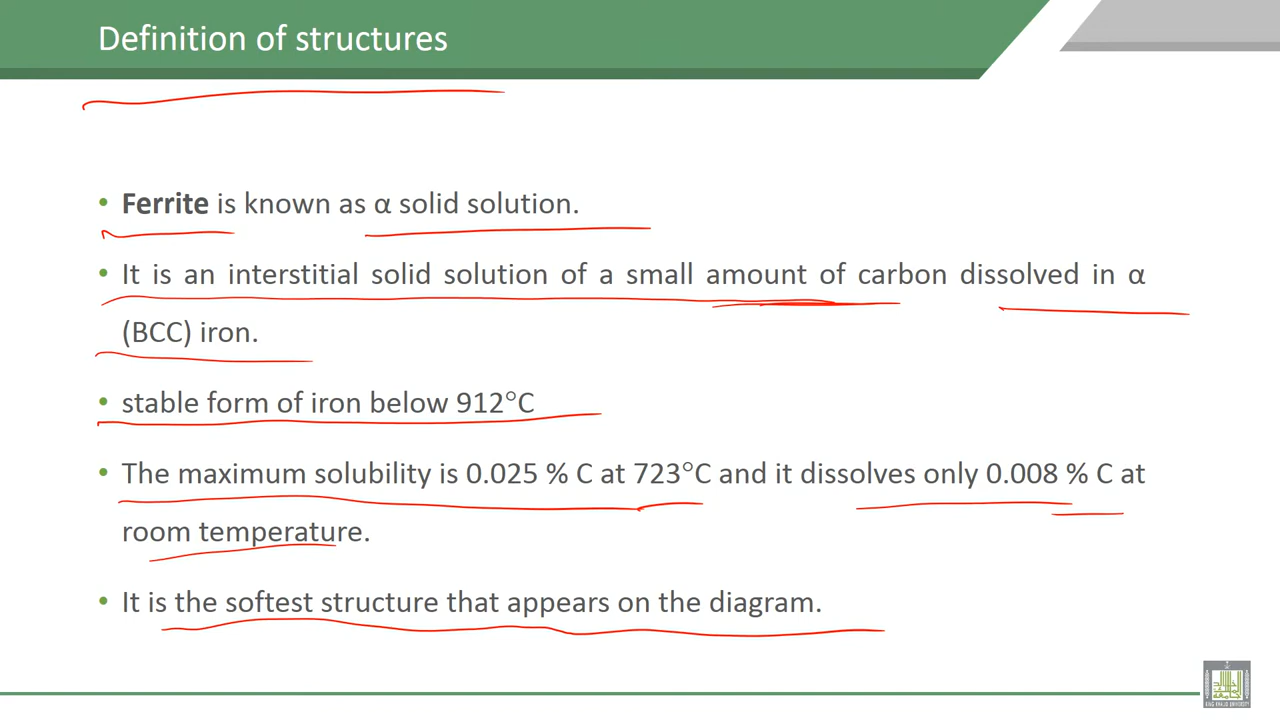 Definition of structures
• Ferrite is known as α solid solution.
• It is an interstitial solid solution of a small amount of carbon dissolved in α
(BCC) iron.
• stable form of iron below 912°C
• The maximum solubility is 0.025 % C at 723°C and it dissolves only 0.008 % C at
room temperature.
• It is the softest structure that appears on the diagram.
KING KHALID UNIVERSITY